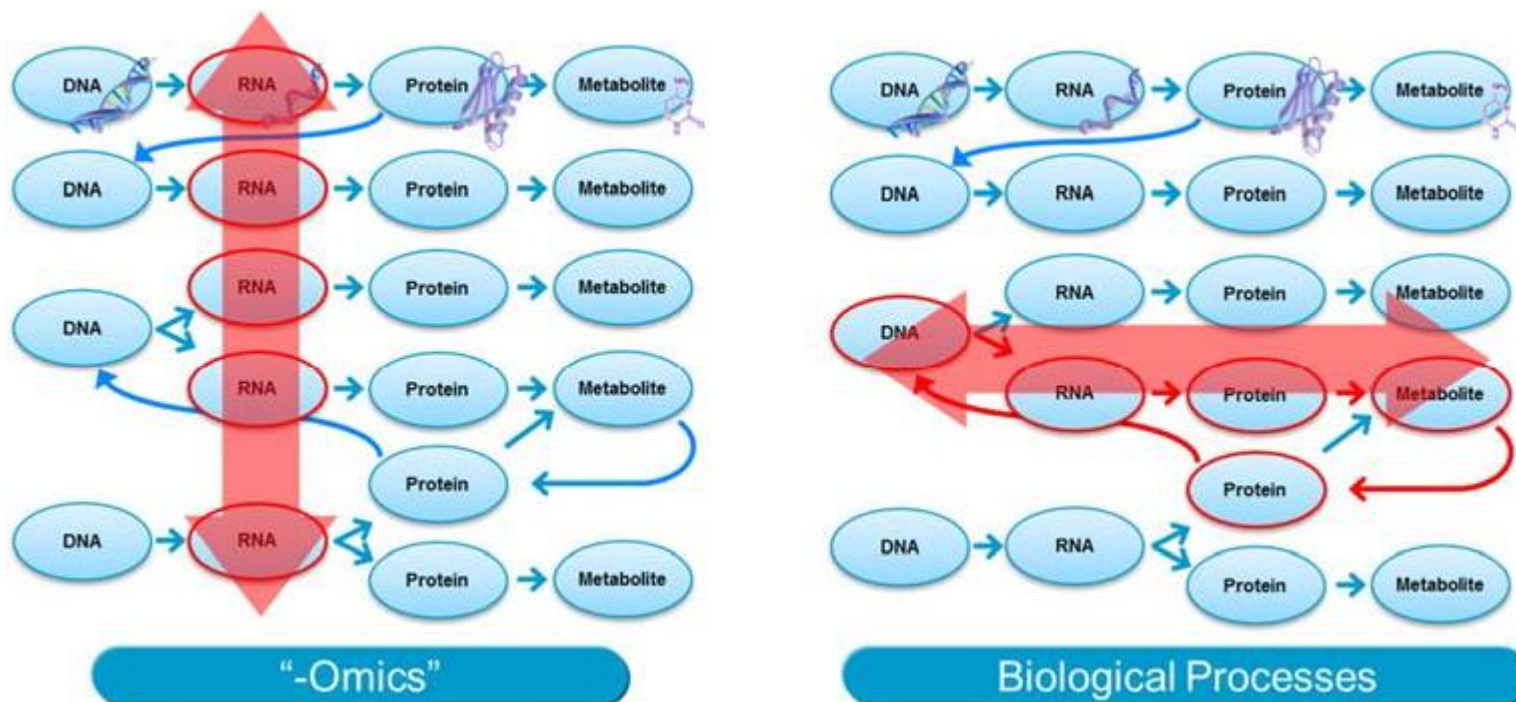 DNA RNA Protein Metabolite
DNA RNA Protein Metabolite
RNA Protein Metabolite
DNA
RNA Protein Metabolite
Protein
DNA RNA
Protein Metabolite
“-Omics”
DNA RNA Protein Metabolite
DNA RNA Protein Metabolite
RNA Protein Metabolite
DNA
RNA Protein Metabolite
Protein
DNA RNA
Protein Metabolite
Biological Processes